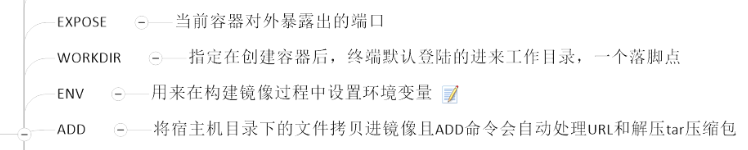 EXPOSE 当前容器对外暴露出的端口
WORKDIR 指定在创建容器后，终端默认登陆的进来工作目录，一个落脚点
ENV 用来在构建镜像过程中设置环境变量
ADD 将宿主机目录下的文件拷贝进镜像且ADD命令会自动处理URL和解压tar压缩包